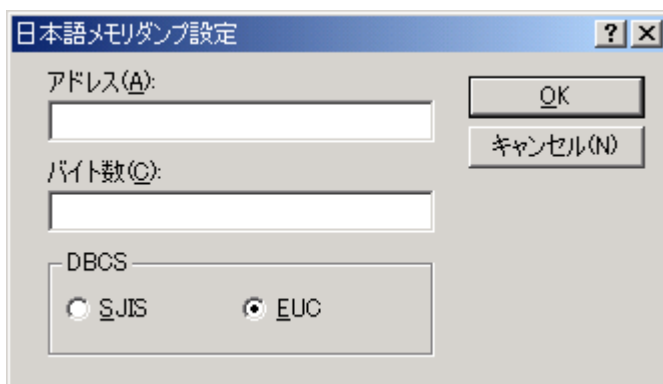 日本語メモリダンプ設定
アドレス(A):
OK
キャンセル(N)
バイト数(C):
DBCS
SJIS
EUC